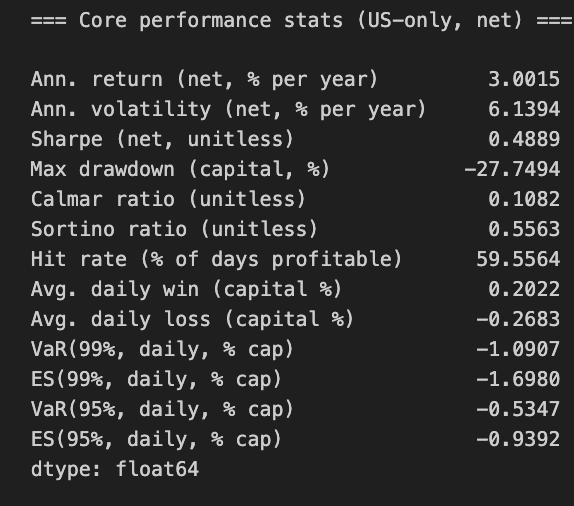 === Core performance stats (US-only, net) ===
Ann. return (net, % per year) 3.0015
Ann. volatility (net, % per year) 6.1394
Sharpe (net, unitless) 0.4889
Max drawdown (capital, %) -27.7494
Calmar ratio (unitless) 0.1082
Sortino ratio (unitless) 0.5563
Hit rate (% of days profitable) 59.5564
Avg. daily win (capital %) 0.2022
Avg. daily loss (capital %) -0.2683
VaR(99%, daily, % cap) -1.0907
ES(99%, daily, % cap) -1.6980
VaR(95%, daily, % cap) -0.5347
ES(95%, daily, % cap) -0.9392
dtype: float64